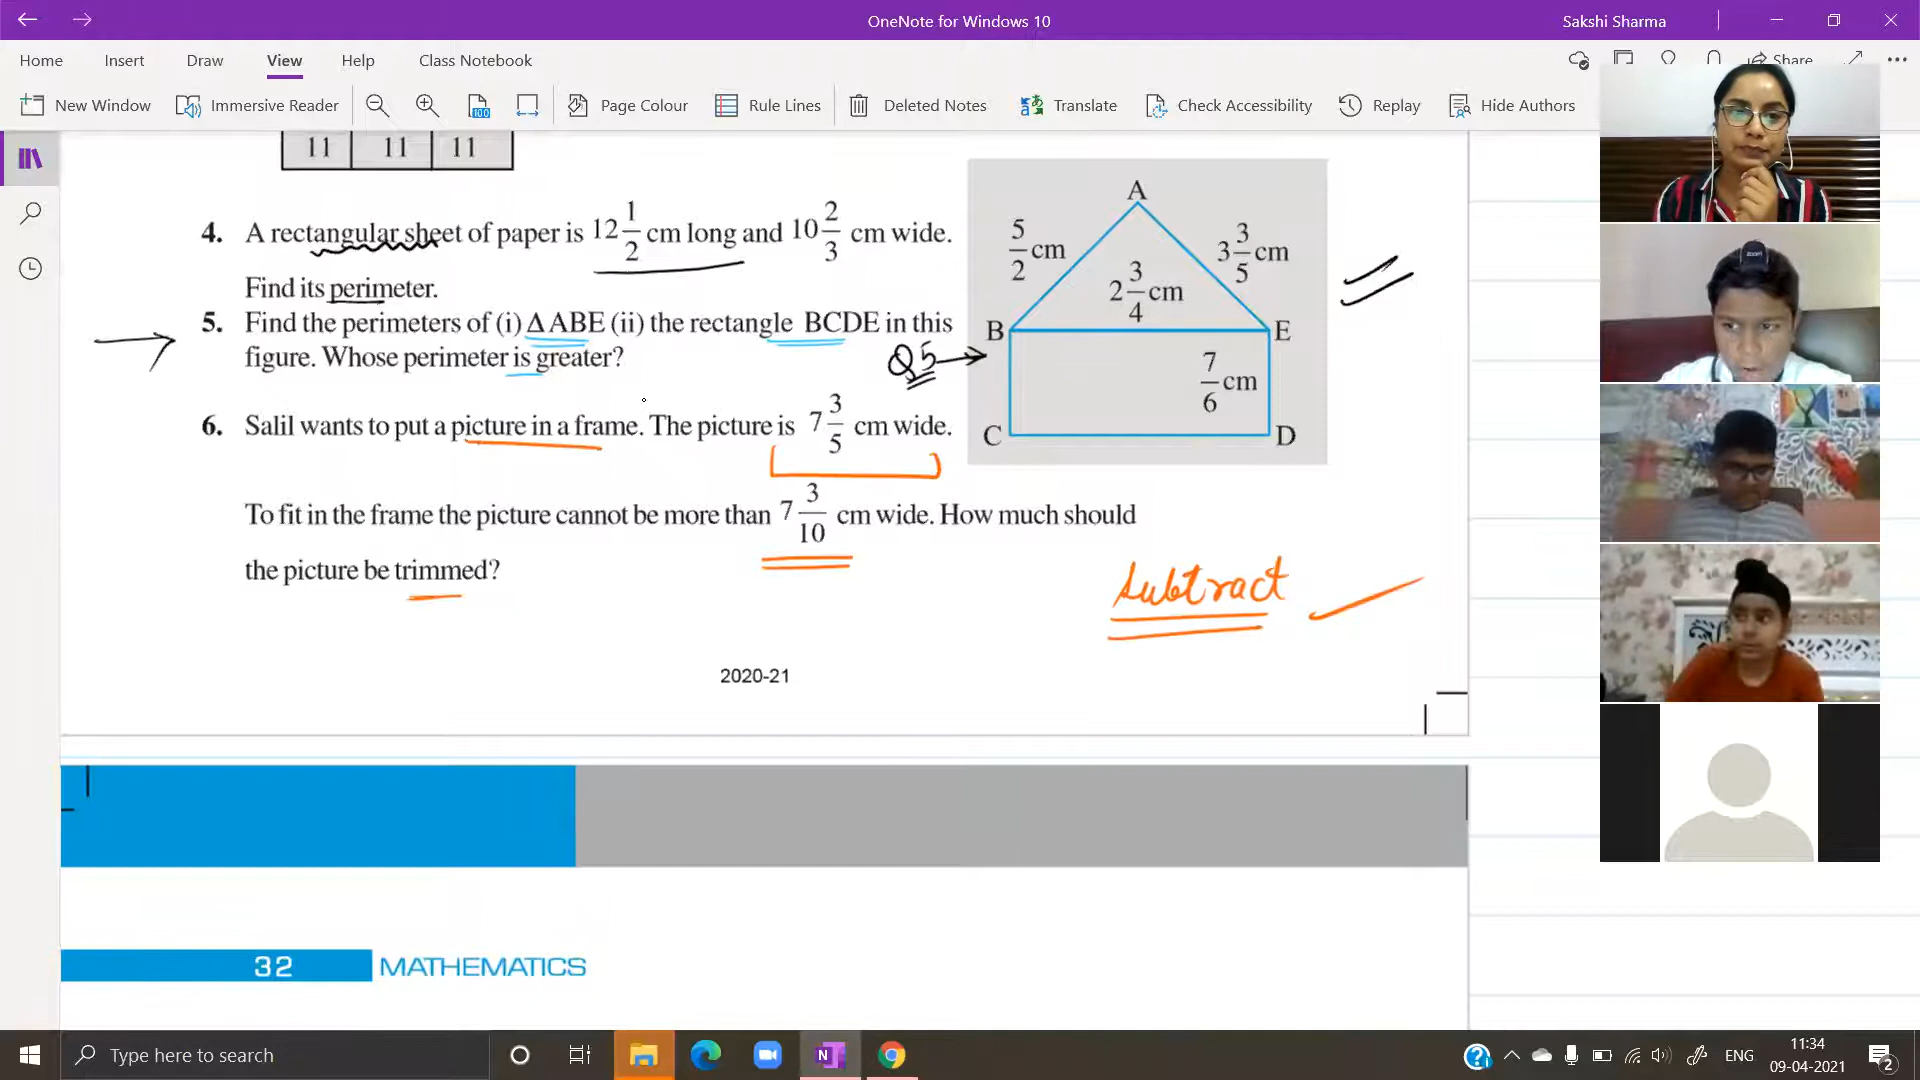 OneNote for Windows 10
Sakshi Sharma
Home Insert Draw View Help Class Notebook
Share
New Window Immersive Reader 100 Page Colour Rule Lines Deleted Notes Translate Check Accessibility Replay Hide Authors
11 11 11
4. A rectangular sheet of paper is 12 1/2 cm long and 10 2/3 cm wide.
Find its perimeter.
5. Find the perimeters of (i) Δ ABE (ii) the rectangle BCDE in this
figure. Whose perimeter is greater?
Q5
6. Salil wants to put a picture in a frame. The picture is 7 3/5 cm wide.
To fit in the frame the picture cannot be more than 7 3/10 cm wide. How much should
the picture be trimmed?
A
5/2 cm
3 3/5 cm
2 3/4 cm
B
E
7/6 cm
C
D
Subtract
2020-21
32 MATHEMATICS
zoom
Type here to search
N
ENG
11:34
09-04-2021
2